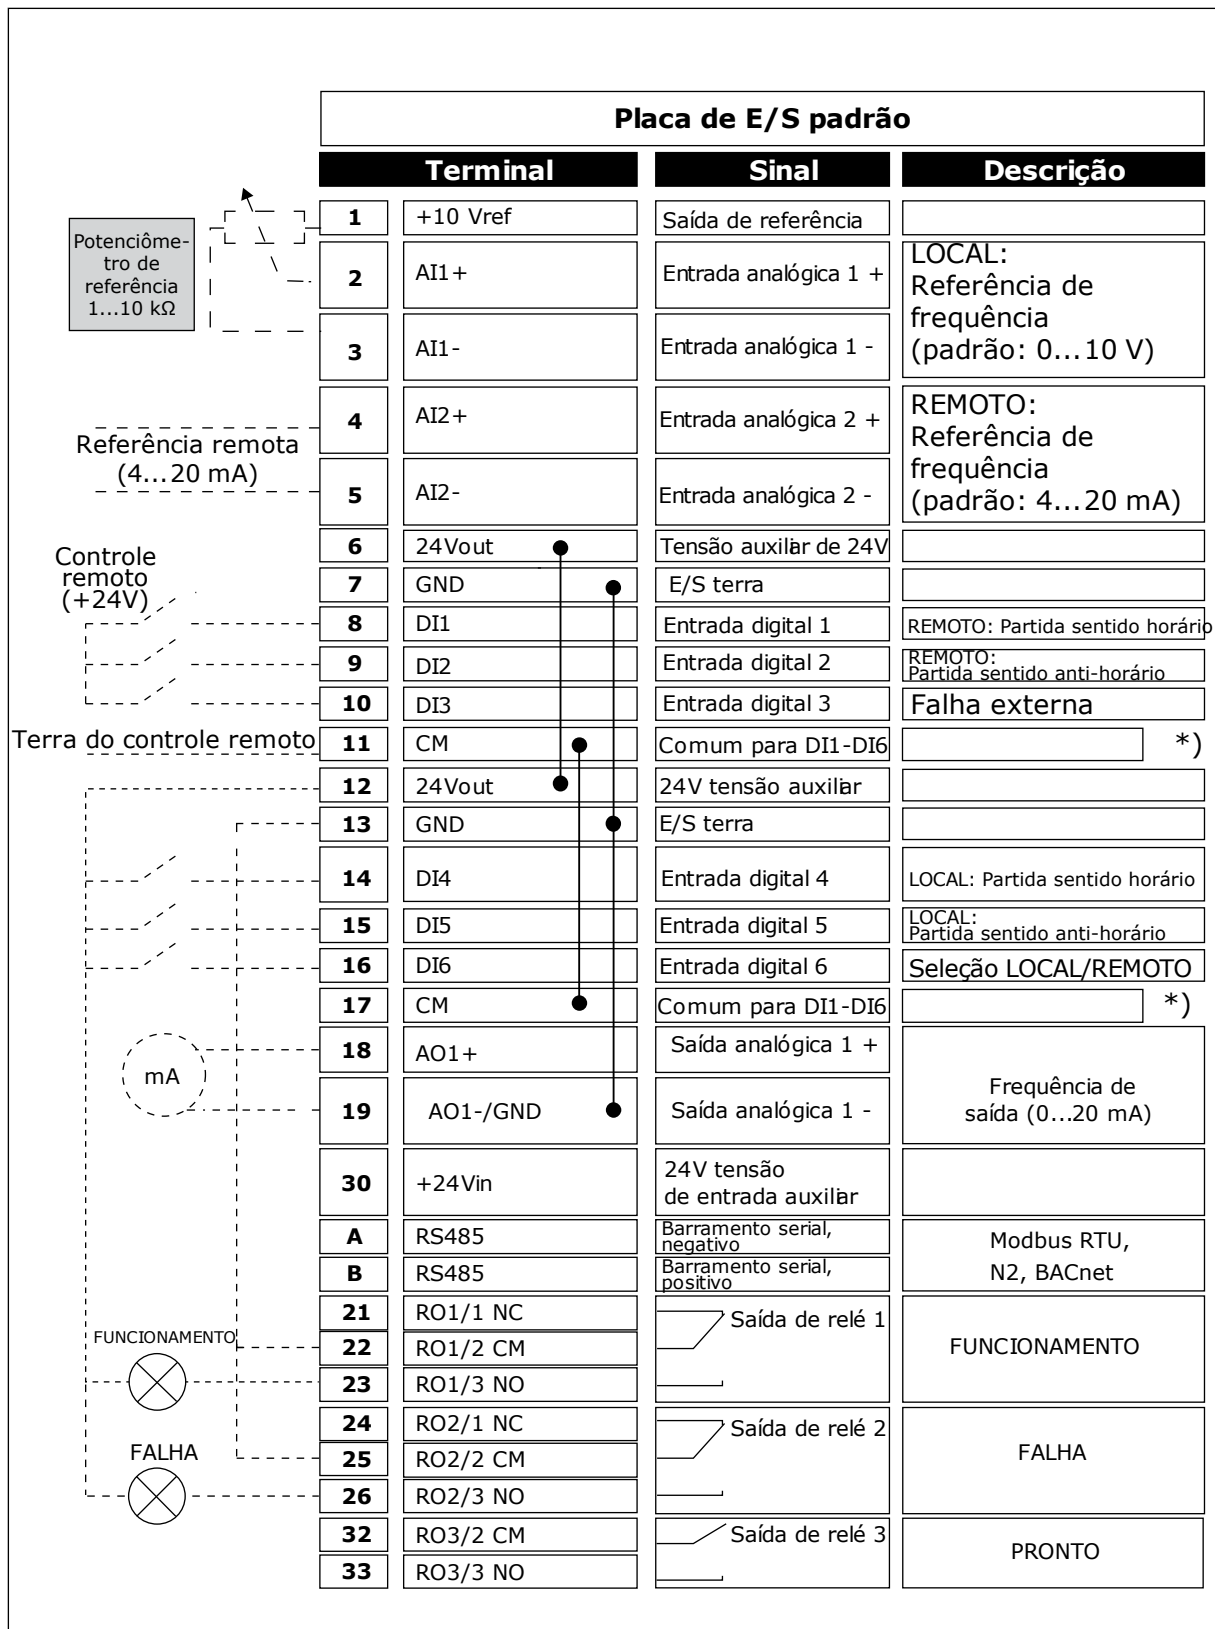 Placa de E/S padrão
Terminal Sinal Descrição
Potenciôme-
tro de
referência
1...10 kΩ
1 +10 Vref Saída de referência
2 AI1+ Entrada analógica 1 +
3 AI1- Entrada analógica 1 -
LOCAL:
Referência de
frequência
(padrão: 0...10 V)
Referência remota
(4...20 mA)
4 AI2+ Entrada analógica 2 +
5 AI2- Entrada analógica 2 -
REMOTO:
Referência de
frequência
(padrão: 4...20 mA)
6 24Vout Tensão auxiliar de 24V
Controle
remoto
(+24V)
7 GND E/S terra
8 DI1 Entrada digital 1 REMOTO: Partida sentido horário
9 DI2 Entrada digital 2 REMOTO:
Partida sentido anti-horário
10 DI3 Entrada digital 3 Falha externa
Terra do controle remoto 11 CM Comum para DI1-DI6 *)
12 24Vout 24V tensão auxiliar
13 GND E/S terra
14 DI4 Entrada digital 4 LOCAL: Partida sentido horário
15 DI5 Entrada digital 5 LOCAL:
Partida sentido anti-horário
16 DI6 Entrada digital 6 Seleção LOCAL/REMOTO
17 CM Comum para DI1-DI6 *)
18 AO1+ Saída analógica 1 +
mA
19 AO1-/GND Saída analógica 1 -
Frequência de
saída (0...20 mA)
30 +24Vin 24V tensão
de entrada auxiliar
A RS485 Barramento serial,
negativo
B RS485 Barramento serial,
positivo
Modbus RTU,
N2, BACnet
21 RO1/1 NC Saída de relé 1
FUNCIONAMENTO
22 RO1/2 CM FUNCIONAMENTO
23 RO1/3 NO
24 RO2/1 NC Saída de relé 2
FALHA
25 RO2/2 CM FALHA
26 RO2/3 NO
32 RO3/2 CM Saída de relé 3
PRONTO
33 RO3/3 NO